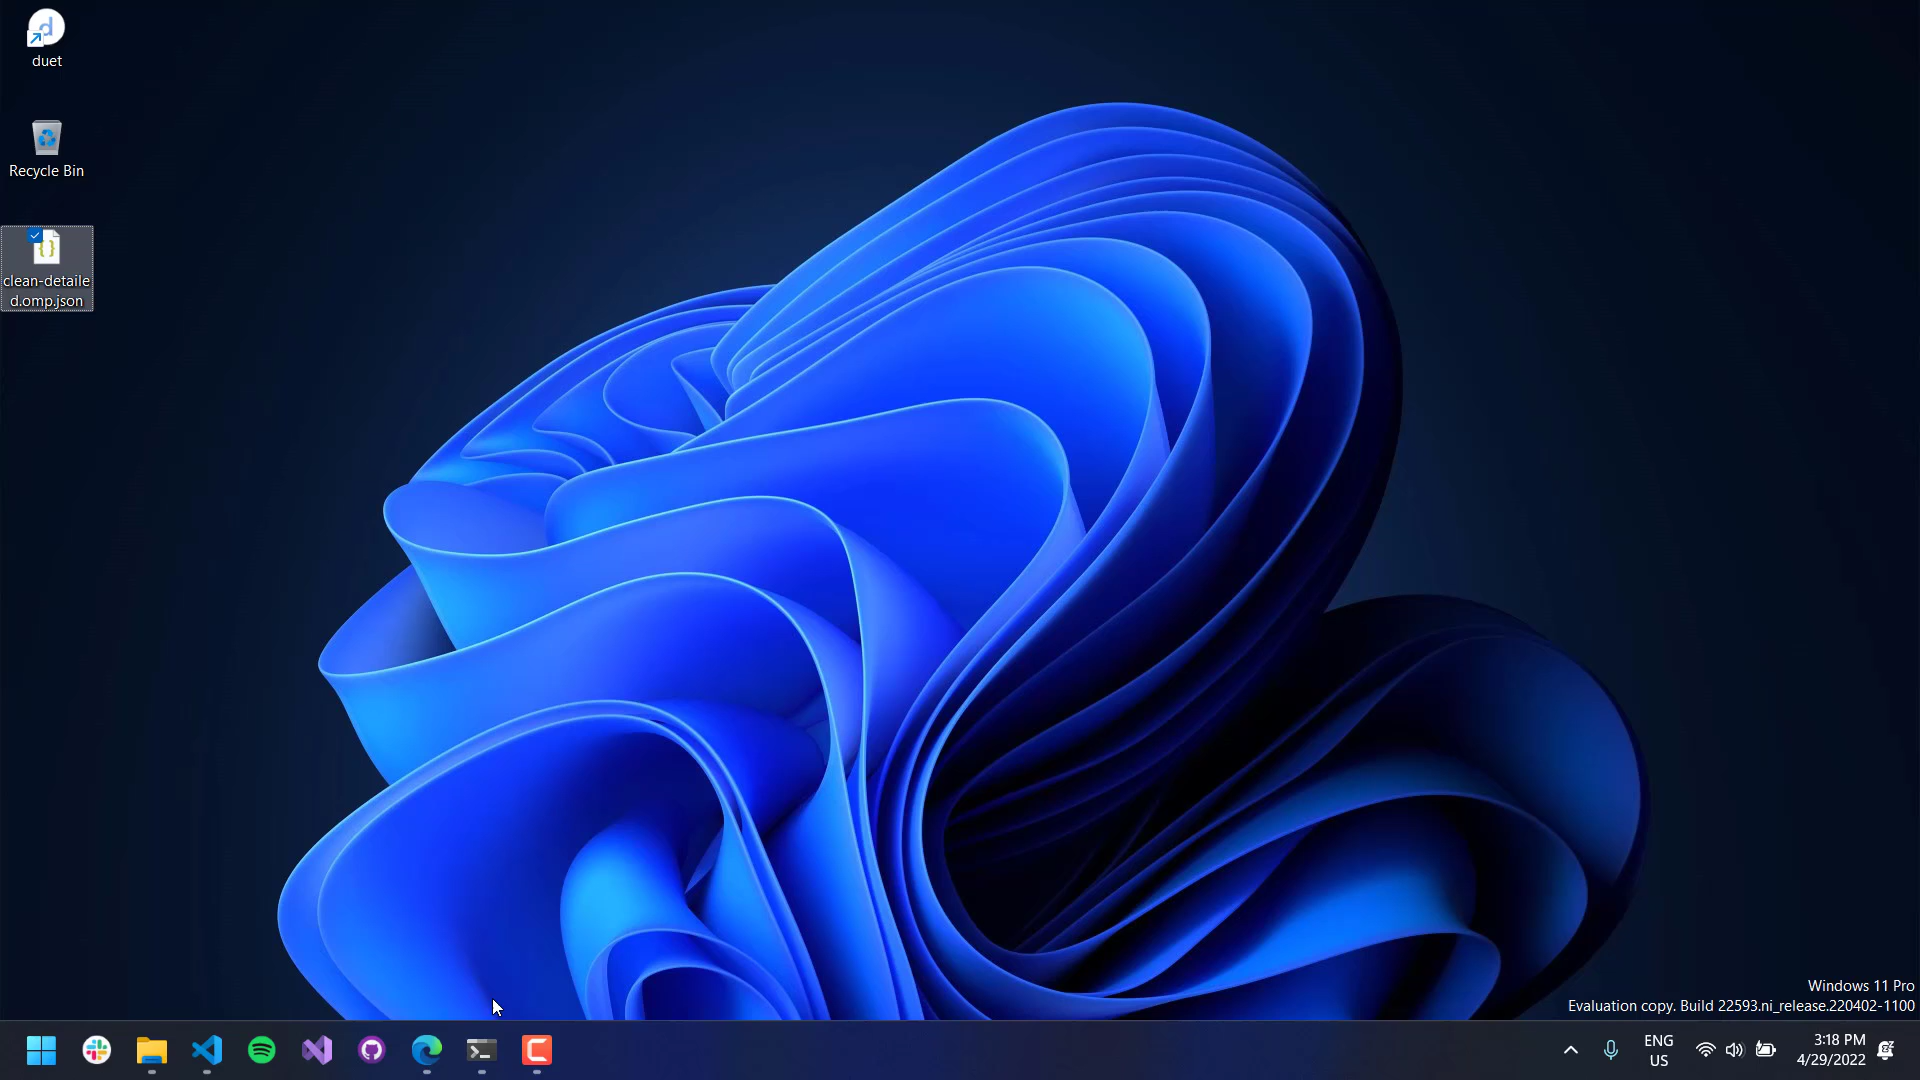 duet
Recycle Bin
clean-detaile
d.omp.json
Windows 11 Pro
Evaluation copy. Build 22593.ni_release.220402-1100
ENG
US
3:18 PM
4/29/2022